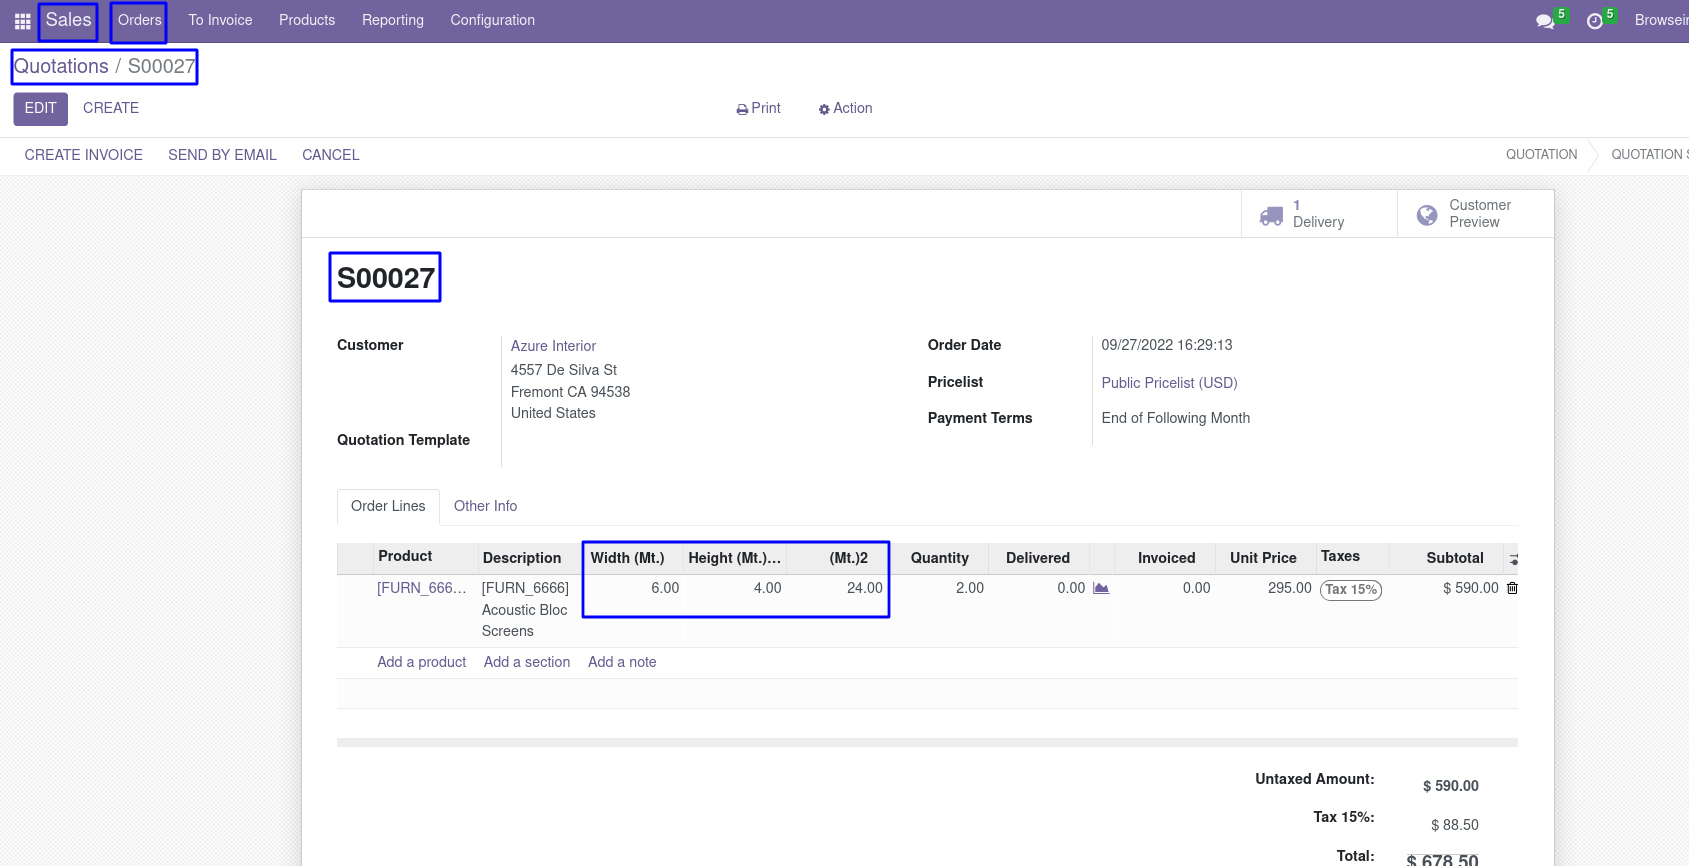 Sales Orders To Invoice Products Reporting Configuration 5 5
Quotations / S00027
EDIT CREATE Print Action
CREATE INVOICE SEND BY EMAIL CANCEL QUOTATION QUOTATION
1
Delivery
Customer
Preview
S00027
Customer Azure Interior
4557 De Silva St
Fremont CA 94538
United States
Quotation Template
Order Date 09/27/2022 16:29:13
Pricelist Public Pricelist (USD)
Payment Terms End of Following Month
Order Lines Other Info
Product Description Width (Mt.) Height (Mt.)... (Mt.)2 Quantity Delivered Invoiced Unit Price Taxes Subtotal
[FURN_666... [FURN_6666] 6.00 4.00 24.00 2.00 0.00 0.00 295.00 Tax 15% $ 590.00
Acoustic Bloc
Screens
Add a product Add a section Add a note
Untaxed Amount: $ 590.00
Tax 15%: $ 88.50
Total: $ 678.50